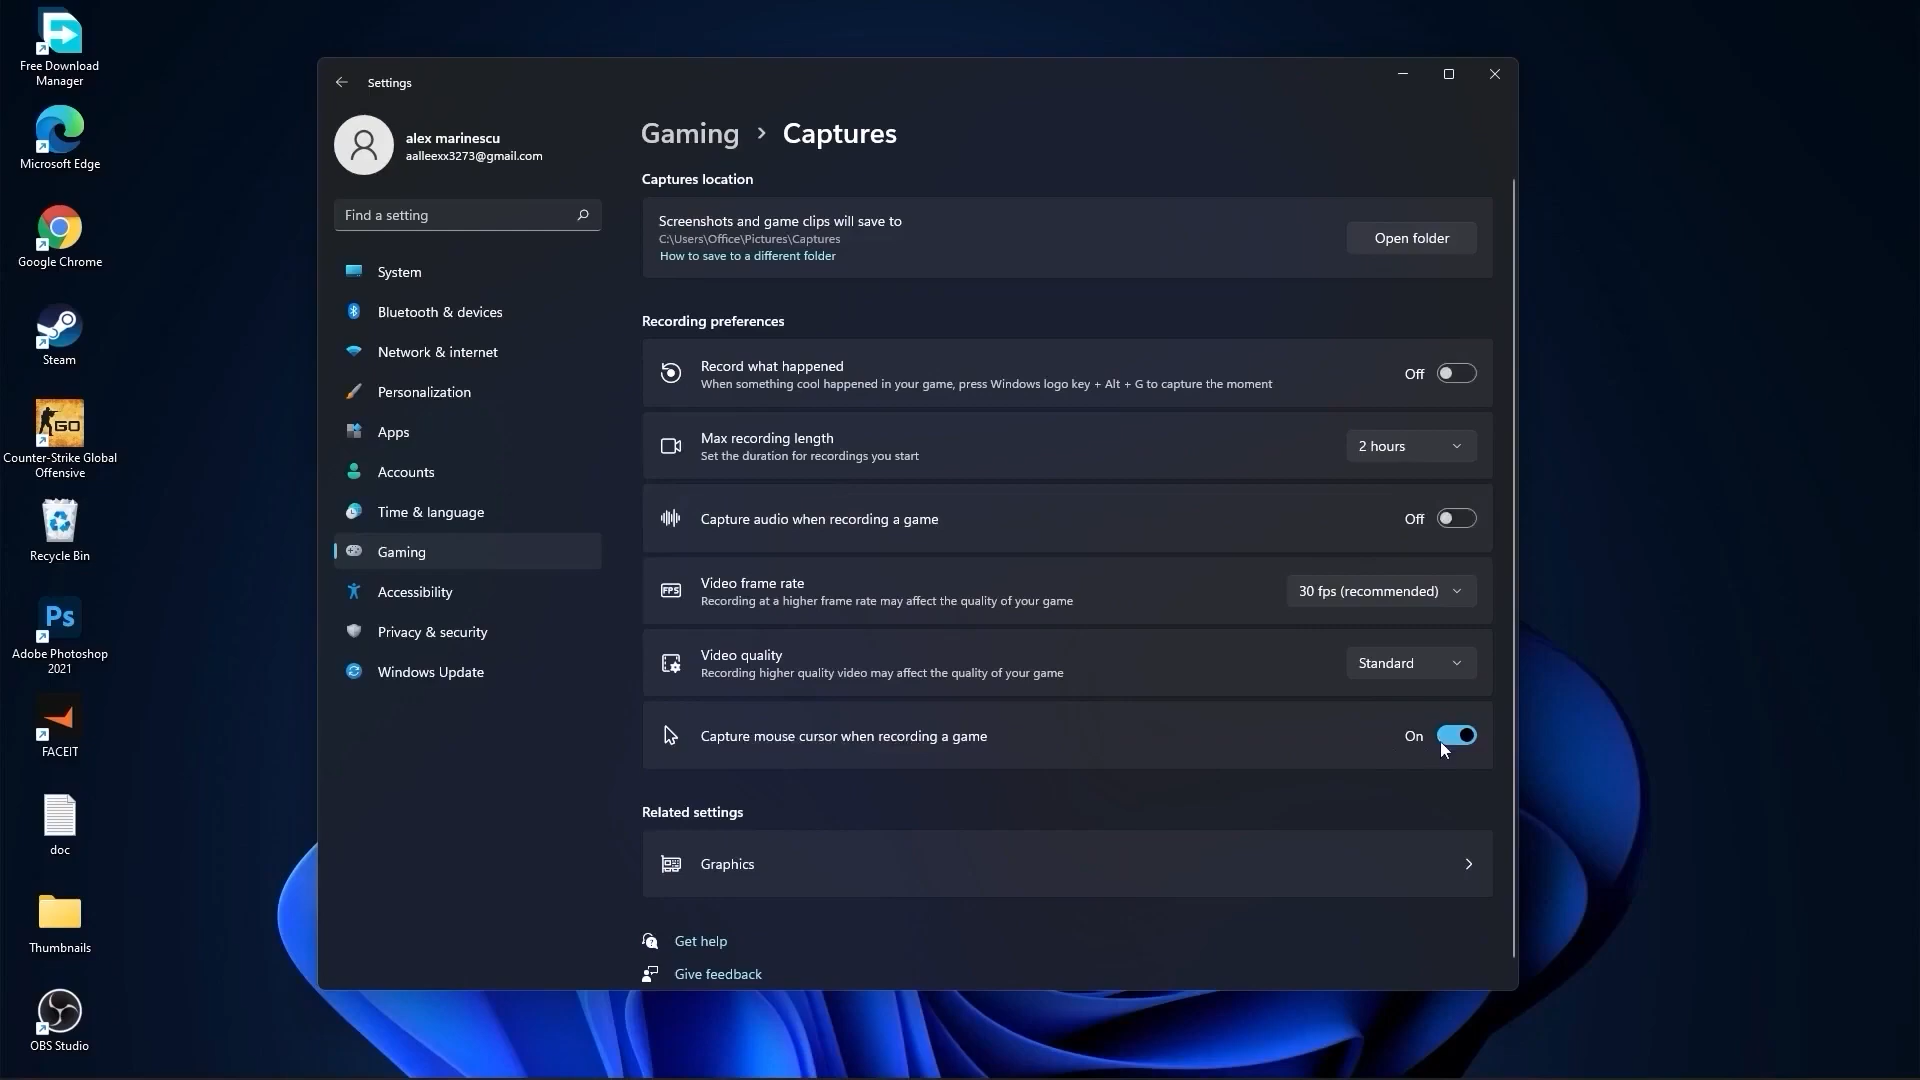 Free Download
Manager
Microsoft Edge
Google Chrome
Steam
GO
Counter-Strike Global
Offensive
Recycle Bin
Ps
Adobe Photoshop
2021
FACEIT
doc
Thumbnails
OBS Studio
Settings
alex marinescu
aalleexx3273@gmail.com
Find a setting
System
Bluetooth & devices
Network & internet
Personalization
Apps
Accounts
Time & language
Gaming
Accessibility
Privacy & security
Windows Update
Gaming › Captures
Captures location
Screenshots and game clips will save to
C:\Users\Office\Pictures\Captures
How to save to a different folder
Open folder
Recording preferences
Record what happened
When something cool happened in your game, press Windows logo key + Alt + G to capture the moment
Off
Max recording length
Set the duration for recordings you start
2 hours
Capture audio when recording a game
Off
FPS
Video frame rate
Recording at a higher frame rate may affect the quality of your game
30 fps (recommended)
Video quality
Recording higher quality video may affect the quality of your game
Standard
Capture mouse cursor when recording a game
On
Related settings
Graphics
Get help
Give feedback